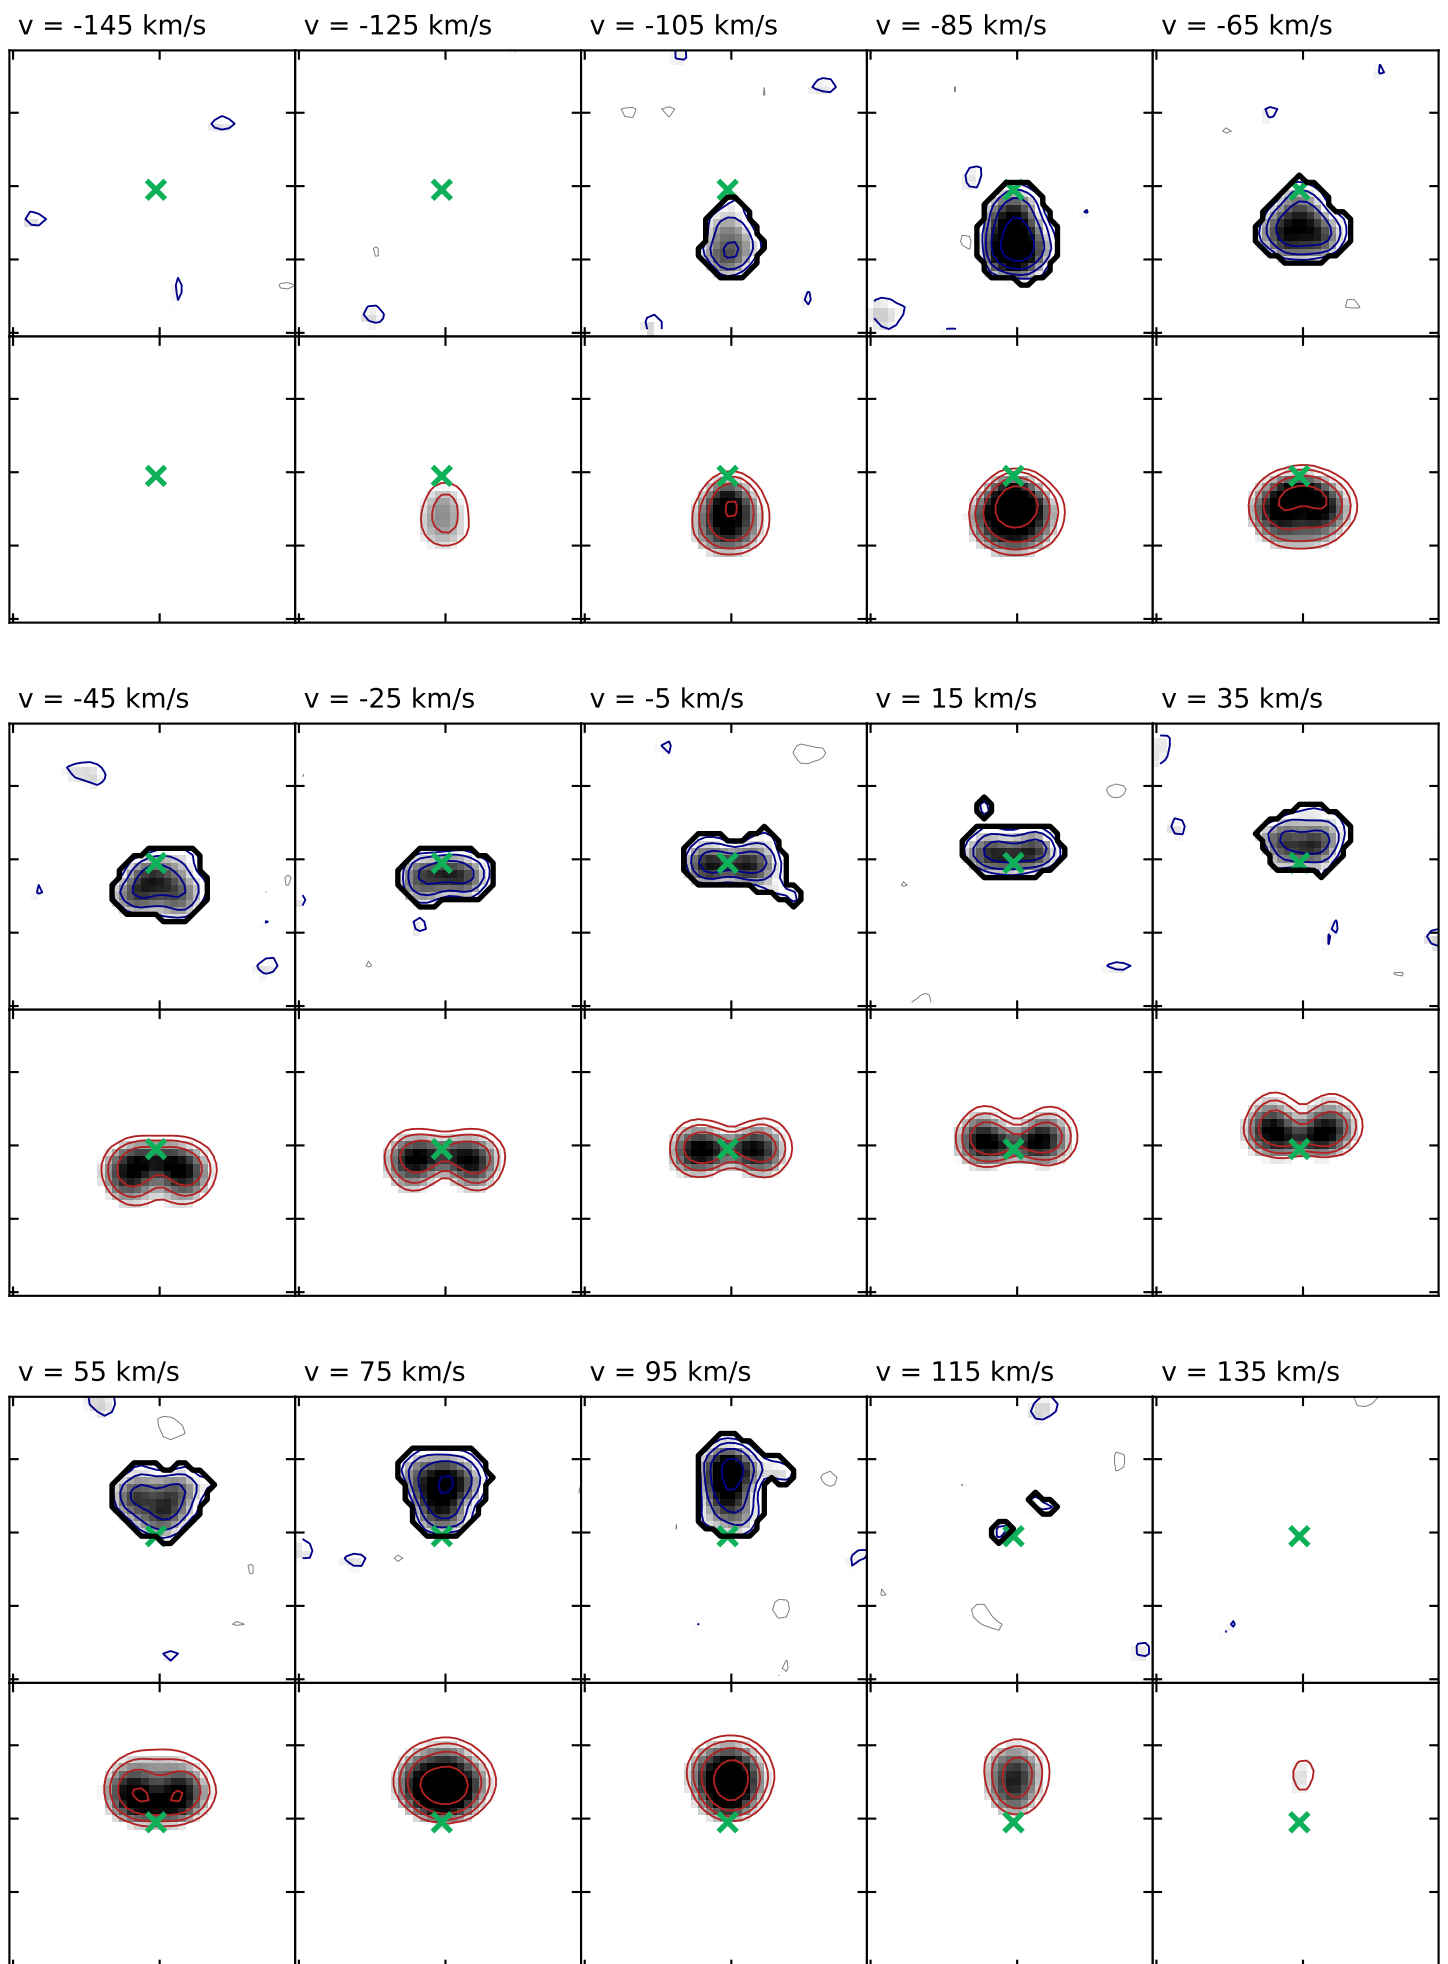 v = -145 km/s
v = -125 km/s
v = -105 km/s
v = -85 km/s
v = -65 km/s
v = -45 km/s
v = -25 km/s
v = -5 km/s
v = 15 km/s
v = 35 km/s
v = 55 km/s
v = 75 km/s
v = 95 km/s
v = 115 km/s
v = 135 km/s